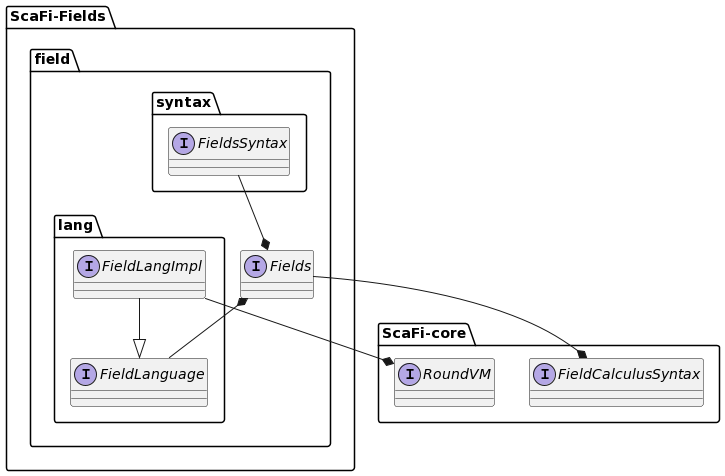 ScaFi-Fields
field
syntax
I FieldsSyntax
lang
I FieldLangImpl
I Fields
ScaFi-core
I FieldLanguage
I RoundVM
I FieldCalculusSyntax